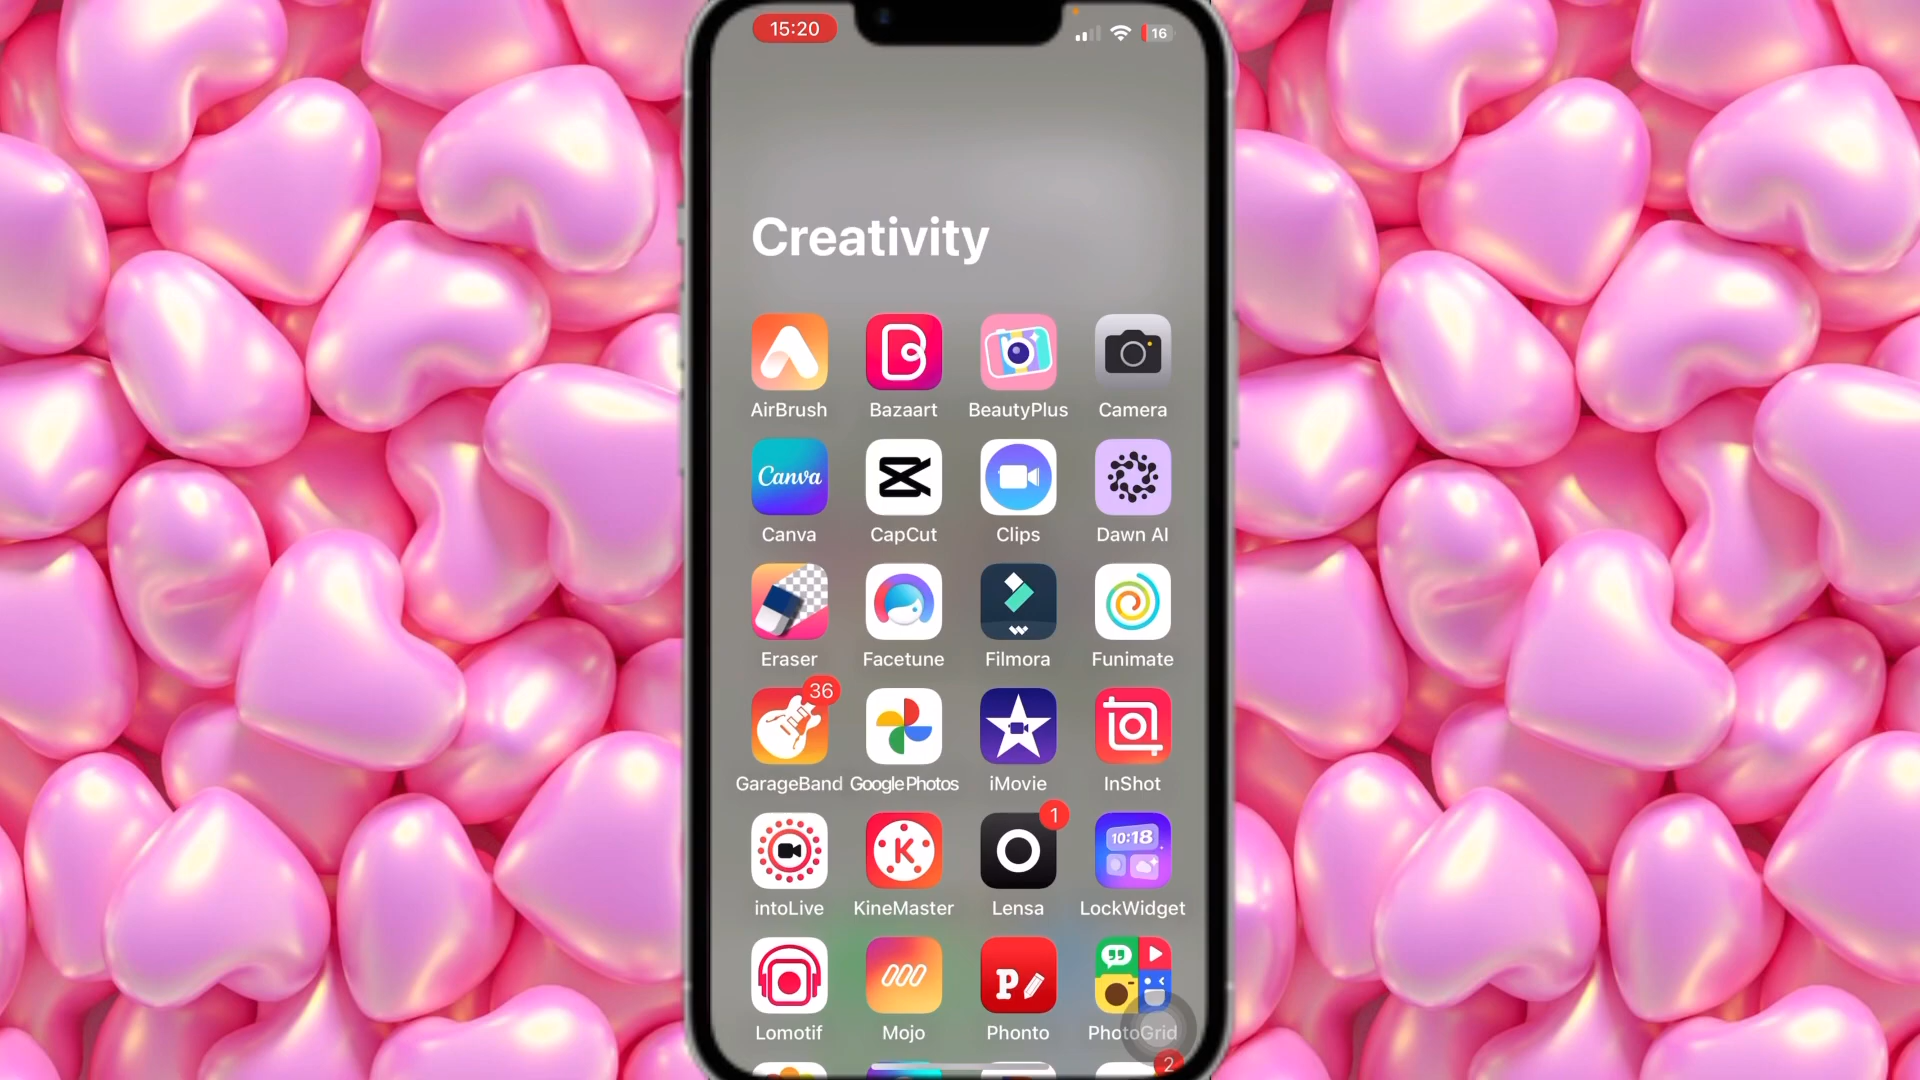 15:20
16
Creativity
AirBrush Bazaart BeautyPlus Camera
Canva
Canva CapCut Clips Dawn AI
Eraser Facetune Filmora Funimate
36
GarageBand Google Photos iMovie InShot
1
10:18
K
intoLive KineMaster Lensa LockWidget
P
Lomotif Mojo Phonto PhotoGrid
2